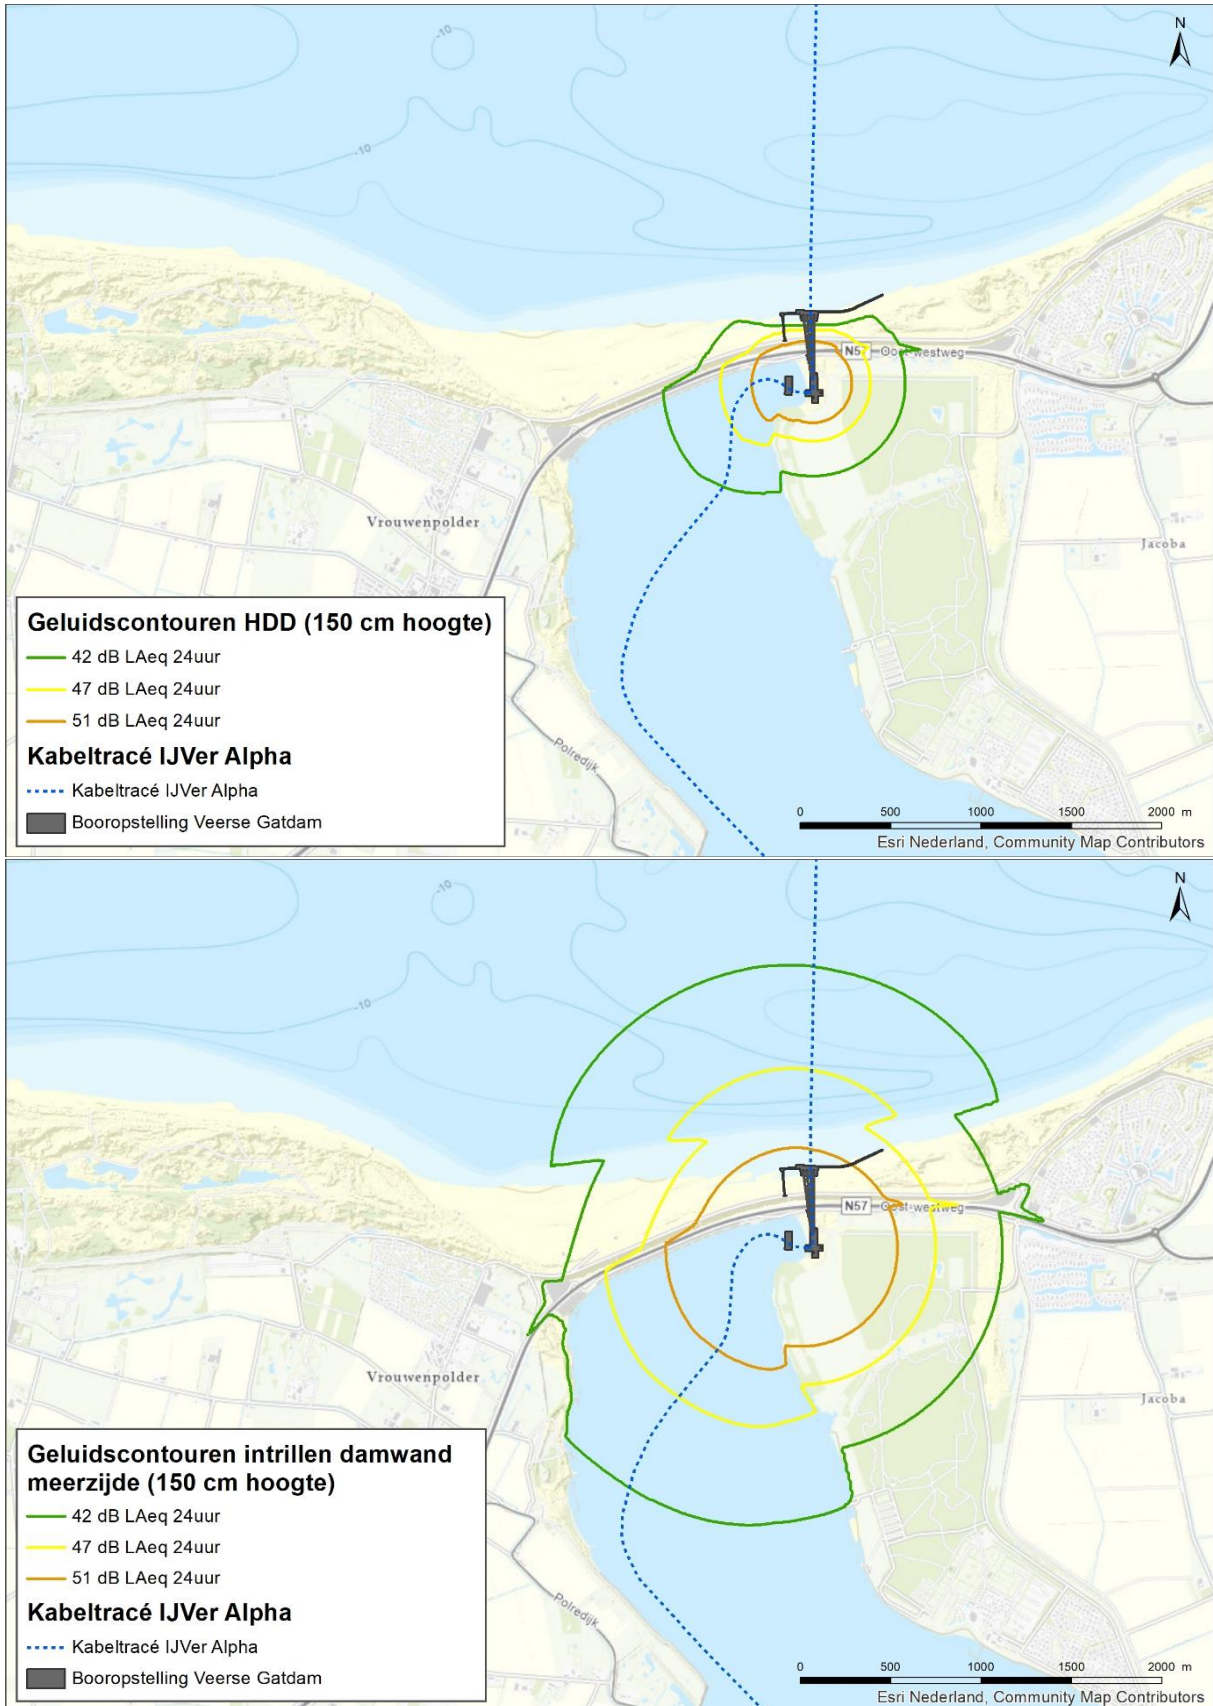 N
-10
-10
N57 Oost-westweg
Vrouwenpolder
Jacoba
Polredijk
Geluidscontouren HDD (150 cm hoogte)
42 dB LAeq 24uur
47 dB LAeq 24uur
51 dB LAeq 24uur
Kabeltracé IJVer Alpha
Kabeltracé IJVer Alpha
Booropstelling Veerse Gatdam
0 500 1000 1500 2000 m
Esri Nederland, Community Map Contributors
N
-10
-10
N57 Oost-westweg
Vrouwenpolder
Jacoba
Polredijk
Geluidscontouren intrillen damwand
meerzijde (150 cm hoogte)
42 dB LAeq 24uur
47 dB LAeq 24uur
51 dB LAeq 24uur
Kabeltracé IJVer Alpha
Kabeltracé IJVer Alpha
Booropstelling Veerse Gatdam
0 500 1000 1500 2000 m
Esri Nederland, Community Map Contributors